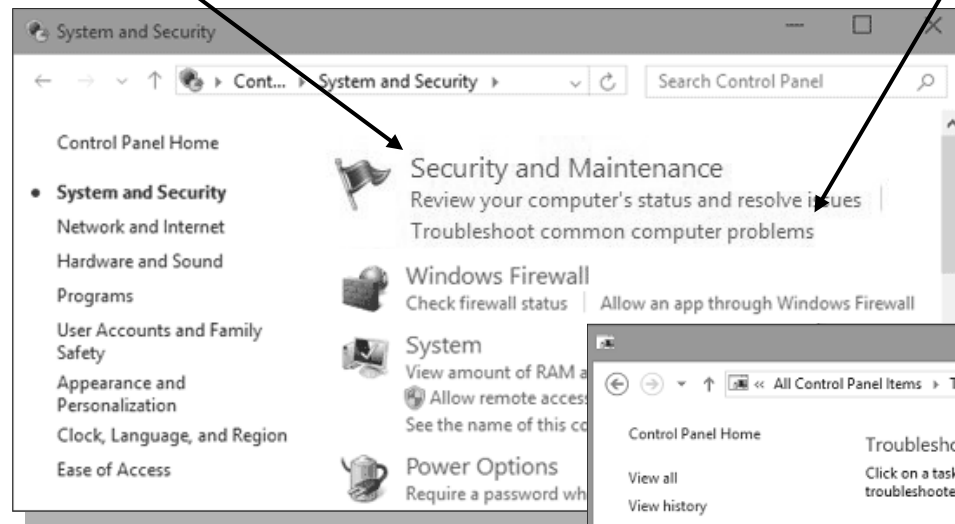 System and Security
Cont... System and Security
Search Control Panel
Control Panel Home
System and Security
Network and Internet
Hardware and Sound
Programs
User Accounts and Family
Safety
Appearance and
Personalization
Clock, Language, and Region
Ease of Access
Security and Maintenance
Review your computer's status and resolve issues
Troubleshoot common computer problems
Windows Firewall
Check firewall status
Allow an app through Windows Firewall
System
View amount of RAM a
Allow remote acces
See the name of this co
Power Options
Require a password wh
« All Control Panel Items T
Control Panel Home
View all
View history
Troublesho
Click on a task
troubleshoote